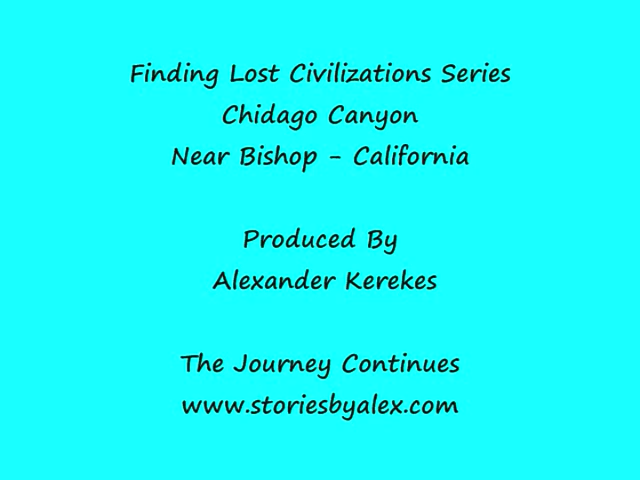 Finding Lost Civilizations Series
Chidago Canyon
Near Bishop - California
Produced By
Alexander Kerekes
The Journey Continues
www.storiesbyalex.com